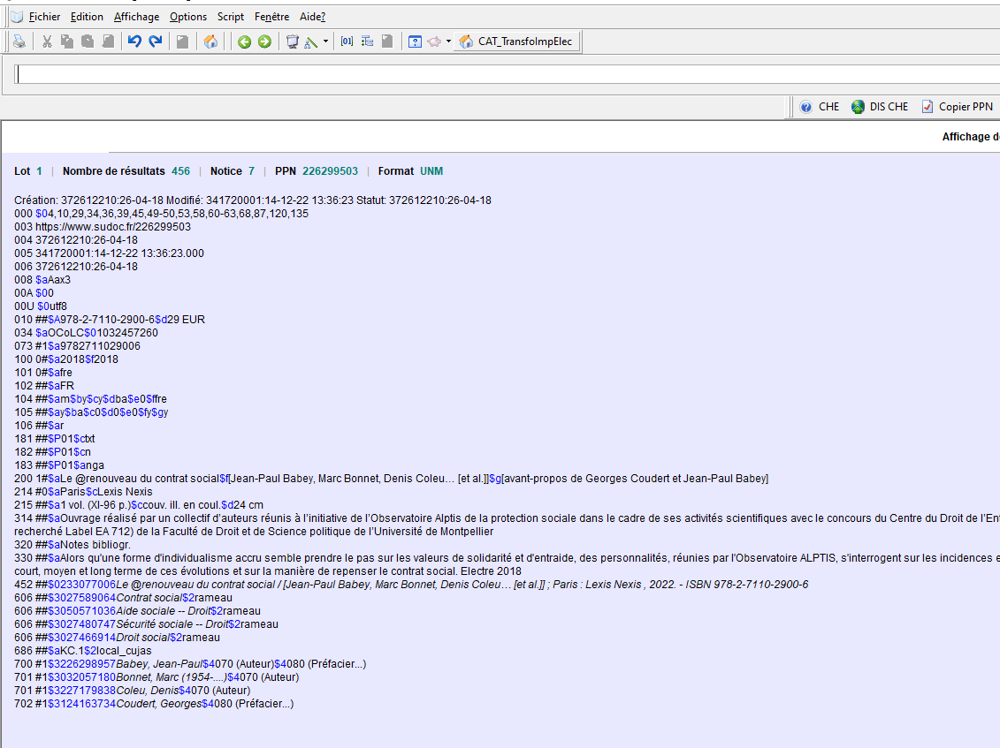 Fichier Edition Affichage Options Script Fenêtre Aide?
[01] CAT_TransfoImpElec
CHE DIS CHE Copier PPN
Affichage d
Lot 1 | Nombre de résultats 456 | Notice 7 | PPN 226299503 | Format UNM
Création: 372612210:26-04-18 Modifié: 341720001:14-12-22 13:36:23 Statut: 372612210:26-04-18
000 $04,10,29,34,36,39,45,49-50,53,58,60-63,68,87,120,135
003 https://www.sudoc.fr/226299503
004 372612210:26-04-18
005 341720001:14-12-22 13:36:23.000
006 372612210:26-04-18
008 $aAax3
00A $00
00U $0utf8
010 ##$A978-2-7110-2900-6$d29 EUR
034 $aOCoLC$01032457260
073 #1$a9782711029006
100 0#$a2018$f2018
101 0#$afre
102 ##$aFR
104 ##$am$by$cy$dba$e0$ffre
105 ##$ay$ba$c0$d0$e0$fy$gy
106 ##$ar
181 ##$P01$ctxt
182 ##$P01$cn
183 ##$P01$anga
200 1#$aLe @renouveau du contrat social$f[Jean-Paul Babey, Marc Bonnet, Denis Coleu… [et al.]]$g[avant-propos de Georges Coudert et Jean-Paul Babey]
214 #0$aParis$cLexis Nexis
215 ##$a1 vol. (XI-96 p.)$ccouv. ill. en coul.$d24 cm
314 ##$aOuvrage réalisé par un collectif d’auteurs réunis à l’initiative de l’Observatoire Alptis de la protection sociale dans le cadre de ses activités scientifiques avec le concours du Centre du Droit de l’En
recherché Label EA 712) de la Faculté de Droit et de Science politique de l’Université de Montpellier
320 ##$aNotes bibliogr.
330 ##$aAlors qu'une forme d'individualisme accru semble prendre le pas sur les valeurs de solidarité et d'entraide, des personnalités, réunies par l'Observatoire ALPTIS, s'interrogent sur les incidences e
court, moyen et long terme de ces évolutions et sur la manière de repenser le contrat social. Electre 2018
452 ##$0233077006Le @renouveau du contrat social / [Jean-Paul Babey, Marc Bonnet, Denis Coleu… [et al.]] ; Paris : Lexis Nexis , 2022. - ISBN 978-2-7110-2900-6
606 ##$3027589064Contrat social$2rameau
606 ##$3050571036Aide sociale -- Droit$2rameau
606 ##$3027480747Sécurité sociale -- Droit$2rameau
606 ##$3027466914Droit social$2rameau
686 ##$aKC.1$2local_cujas
700 #1$3226298957Babey, Jean-Paul$4070 (Auteur)$4080 (Préfacier...)
701 #1$3032057180Bonnet, Marc (1954-....)$4070 (Auteur)
701 #1$3227179838Coleu, Denis$4070 (Auteur)
702 #1$3124163734Coudert, Georges$4080 (Préfacier...)